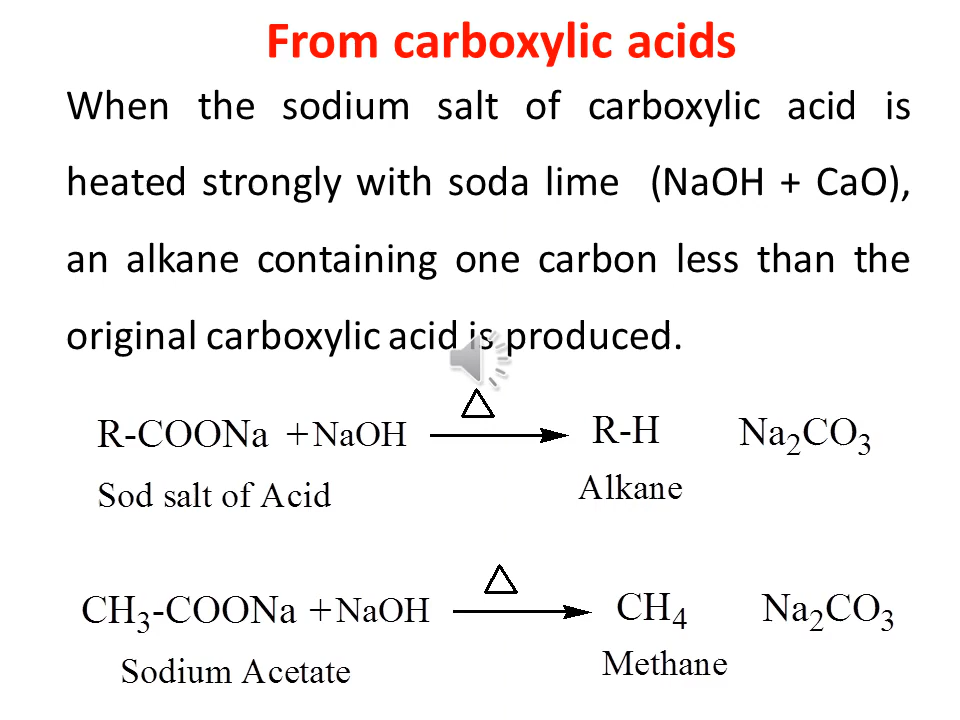 From carboxylic acids
When the sodium salt of carboxylic acid is
heated strongly with soda lime (NaOH + CaO),
an alkane containing one carbon less than the
original carboxylic acid is produced.
Δ
R-COONa + NaOH ⟶ R-H Na₂CO₃
Sod salt of Acid Alkane
Δ
CH₃-COONa + NaOH ⟶ CH₄ Na₂CO₃
Sodium Acetate Methane